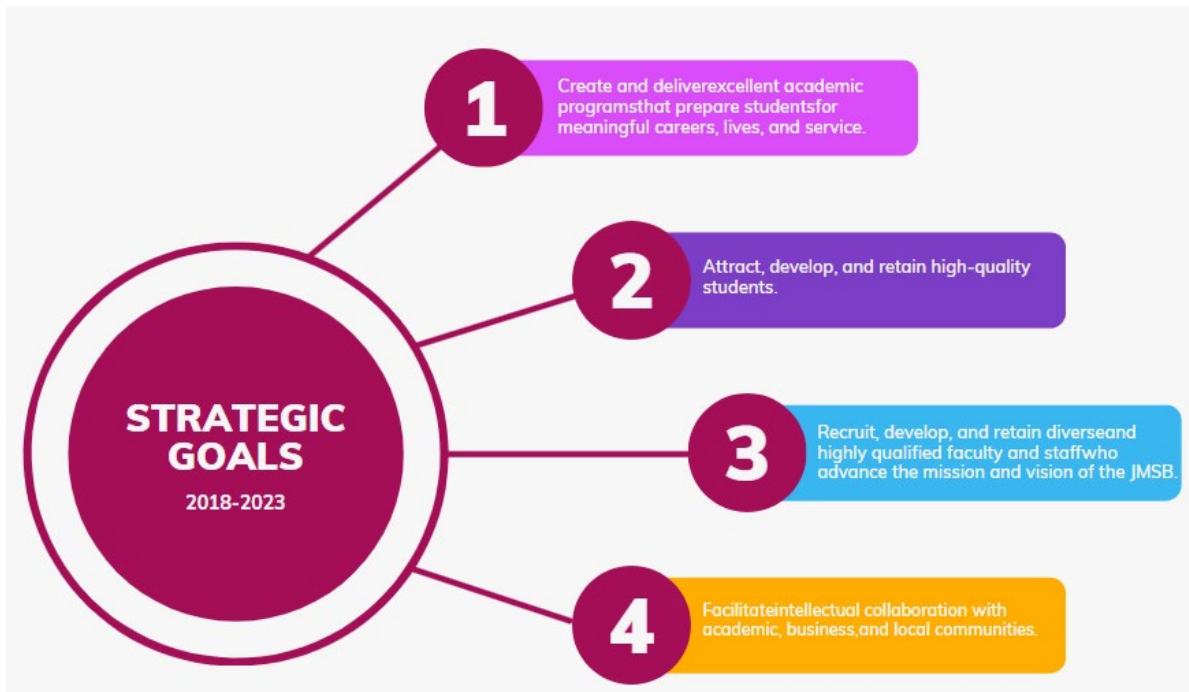 STRATEGIC
GOALS
2018-2023
1
Create and deliverexcellent academic
programsthat prepare studentsfor
meaningful careers, lives, and service.
2
Attract, develop, and retain high-quality
students.
3
Recruit, develop, and retain diverseand
highly qualified faculty and staffwho
advance the mission and vision of the JMSB.
4
Facilitateintellectual collaboration with
academic, business,and local communities.